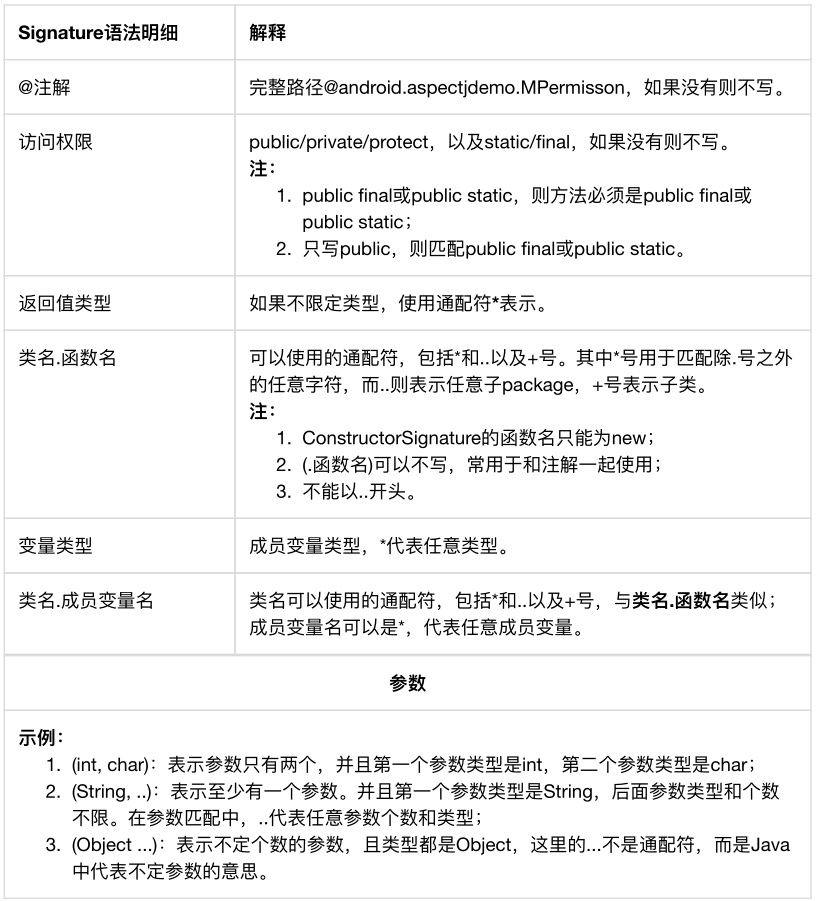 Signature语法明细
解释
@注解
完整路径@android.aspectjdemo.MPermisson，如果没有则不写。
访问权限
public/private/protect，以及static/final，如果没有则不写。
注：
1. public final或public static，则方法必须是public final或
public static；
2. 只写public，则匹配public final或public static。
返回值类型
如果不限定类型，使用通配符*表示。
类名.函数名
可以使用的通配符，包括*和..以及+号。其中*号用于匹配除.号之外
的任意字符，而..则表示任意子package，+号表示子类。
注：
1. ConstructorSignature的函数名只能为new；
2. (.函数名)可以不写，常用于和注解一起使用；
3. 不能以..开头。
变量类型
成员变量类型，*代表任意类型。
类名.成员变量名
类名可以使用的通配符，包括*和..以及+号，与类名.函数名类似；
成员变量名可以是*，代表任意成员变量。
参数
示例：
1. (int, char)：表示参数只有两个，并且第一个参数类型是int，第二个参数类型是char；
2. (String, ..)：表示至少有一个参数。并且第一个参数类型是String，后面参数类型和个数
不限。在参数匹配中，..代表任意参数个数和类型；
3. (Object ...)：表示不定个数的参数，且类型都是Object，这里的...不是通配符，而是Java
中代表不定参数的意思。